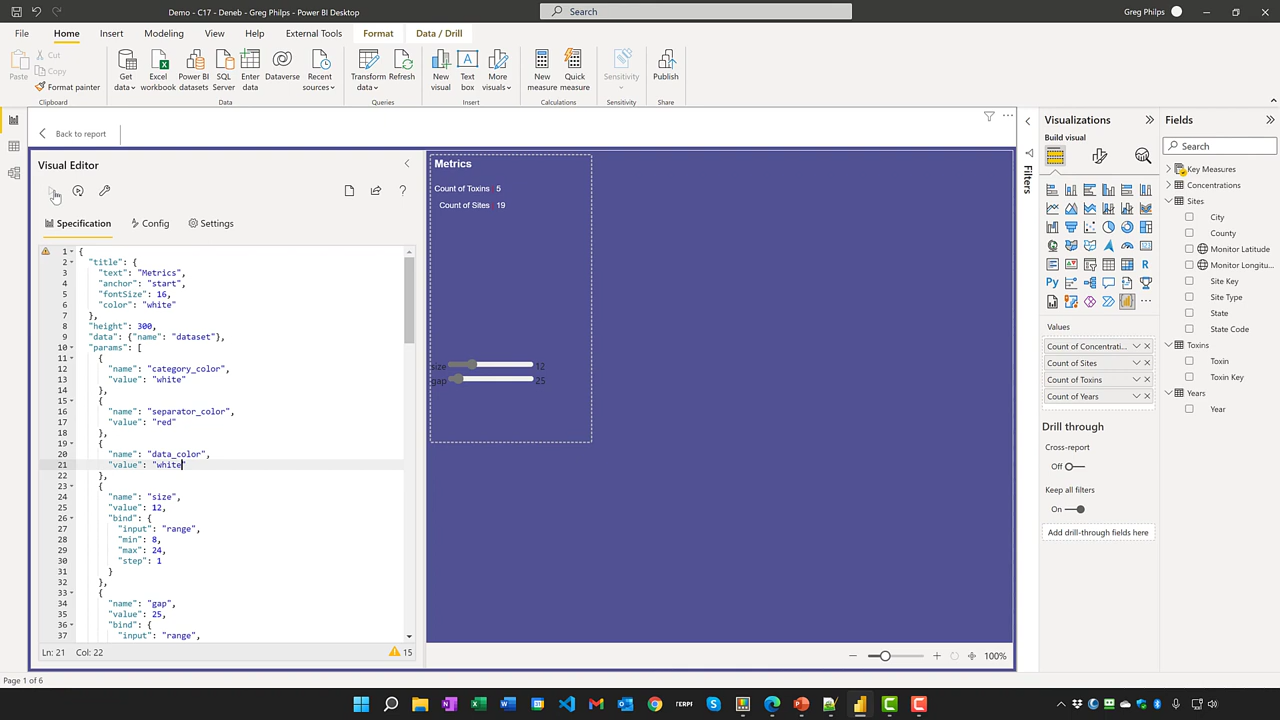 Demo - C17 - Deneb - Greg Philps - Power BI Desktop
Search
Greg Philps
File
Home
Insert
Modeling
View
Help
External Tools
Format
Data / Drill
Paste
Cut
Copy
Format painter
Clipboard
Get data
Excel workbook
Power BI datasets
SQL Server
Enter data
Dataverse
Recent sources
Data
Transform data
Refresh
Queries
New visual
Text box
More visuals
Insert
New measure
Quick measure
Calculations
Sensitivity
Sensitivity
Publish
Share
Back to report
Visual Editor
Specification
Config
Settings
1 {
2 "title": {
3 "text": "Metrics",
4 "anchor": "start",
5 "fontSize": 16,
6 "color": "white"
7 },
8 "height": 300,
9 "data": {"name": "dataset"},
10 "params": [
11 {
12 "name": "category_color",
13 "value": "white"
14 },
15 {
16 "name": "separator_color",
17 "value": "red"
18 },
19 {
20 "name": "data_color",
21 "value": "white"
22 },
23 {
24 "name": "size",
25 "value": 12,
26 "bind": {
27 "input": "range",
28 "min": 8,
29 "max": 24,
30 "step": 1
31 }
32 },
33 {
34 "name": "gap",
35 "value": 25,
36 "bind": {
37 "input": "range",
Ln: 21 Col: 22
15
Metrics
Count of Toxins 5
Count of Sites 19
size 12
gap 25
100%
Filters
Visualizations
Build visual
Values
Count of Concentrati...
Count of Sites
Count of Toxins
Count of Years
Drill through
Cross-report
Off
Keep all filters
On
Add drill-through fields here
Fields
Search
Key Measures
Concentrations
Sites
City
County
Monitor Latitude
Monitor Longitu...
Site Key
Site Type
State
State Code
Toxins
Toxin
Toxin Key
Years
Year
Page 1 of 6